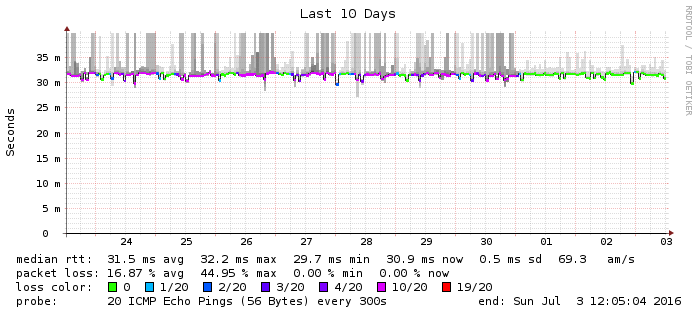 Last 10 Days
RRDTOOL / TOBI OETIKER
Seconds
35 m
30 m
25 m
20 m
15 m
10 m
5 m
0
24 25 26 27 28 29 30 01 02 03
median rtt: 31.5 ms avg 32.2 ms max 29.7 ms min 30.9 ms now 0.5 ms sd 69.3 am/s
packet loss: 16.87 % avg 44.95 % max 0.00 % min 0.00 % now
loss color: 0 1/20 2/20 3/20 4/20 10/20 19/20
probe: 20 ICMP Echo Pings (56 Bytes) every 300s end: Sun Jul 3 12:05:04 2016